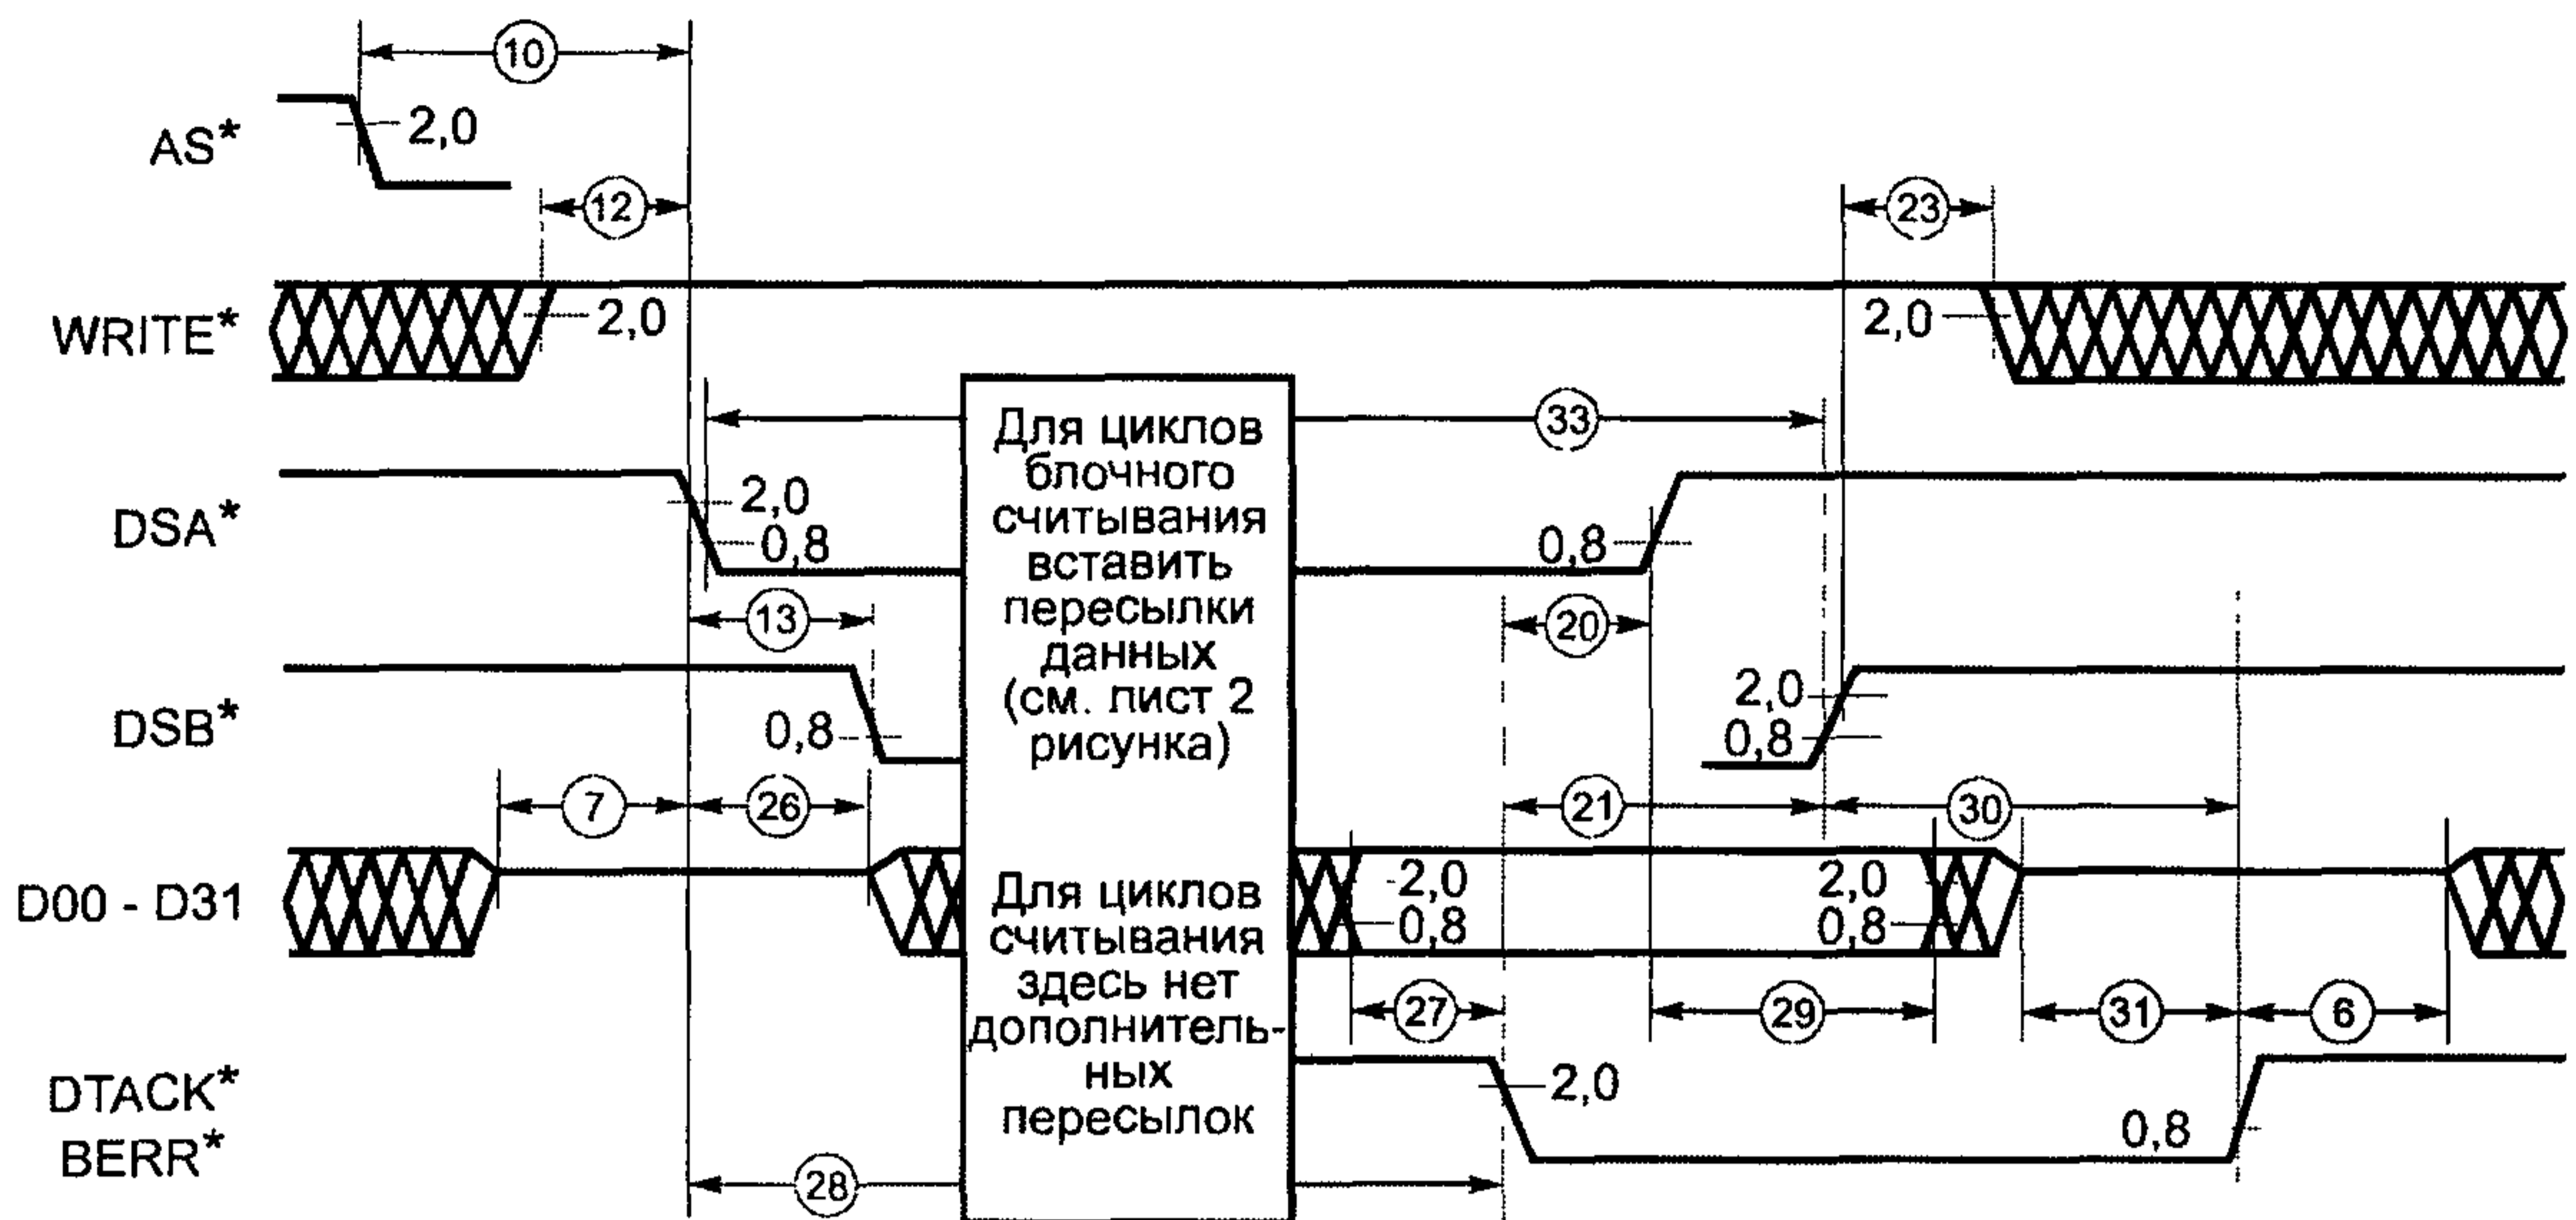 10
AS*
2,0
12
23
WRITE*
2,0
2,0
33
DSA*
2,0
0,8
0,8
Для циклов
блочного
считывания
вставить
пересылки
данных
(см. лист 2
рисунка)
13
20
DSB*
0,8
2,0
0,8
7
26
21
30
D00 - D31
2,0
0,8
2,0
0,8
Для циклов
считывания
здесь нет
дополнитель-
ных
пересылок
27
29
31
6
DTACK*
BERR*
2,0
0,8
28